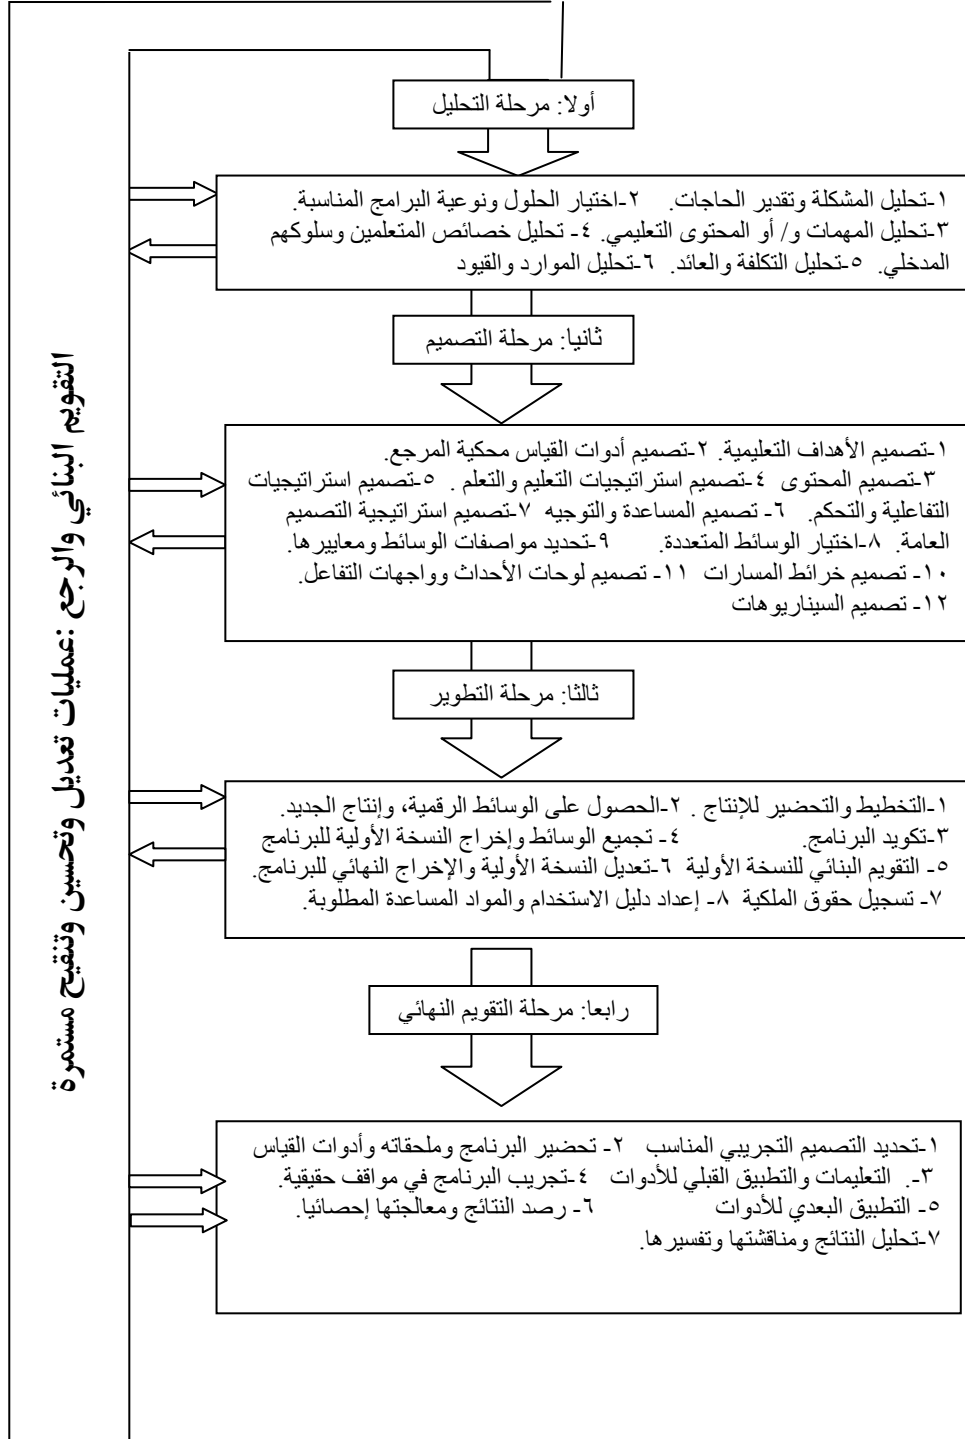 أولا: مرحلة التحليل
١-تحليل المشكلة وتقدير الحاجات. ٢-اختيار الحلول ونوعية البرامج المناسبة.
٣-تحليل المهمات و/ أو المحتوى التعليمي. ٤- تحليل خصائص المتعلمين وسلوكهم
المدخلي. ٥-تحليل التكلفة والعائد. ٦-تحليل الموارد والقيود
ثانيا: مرحلة التصميم
١-تصميم الأهداف التعليمية. ٢-تصميم أدوات القياس محكية المرجع.
٣-تصميم المحتوى ٤-تصميم استراتيجيات التعليم والتعلم . ٥-تصميم استراتيجيات
التفاعلية والتحكم. ٦- تصميم المساعدة والتوجيه ٧-تصميم استراتيجية التصميم
العامة. ٨-اختيار الوسائط المتعددة. ٩-تحديد مواصفات الوسائط ومعاييرها.
١٠- تصميم خرائط المسارات ١١- تصميم لوحات الأحداث وواجهات التفاعل.
١٢- تصميم السيناريوهات
ثالثا: مرحلة التطوير
١-التخطيط والتحضير للإنتاج . ٢-الحصول على الوسائط الرقمية، وإنتاج الجديد.
٣-تكويد البرنامج. ٤- تجميع الوسائط وإخراج النسخة الأولية للبرنامج
٥- التقويم البنائي للنسخة الأولية ٦-تعديل النسخة الأولية والإخراج النهائي للبرنامج.
٧- تسجيل حقوق الملكية ٨- إعداد دليل الاستخدام والمواد المساعدة المطلوبة.
رابعا: مرحلة التقويم النهائي
١-تحديد التصميم التجريبي المناسب ٢- تحضير البرنامج وملحقاته وأدوات القياس
٣-. التعليمات والتطبيق القبلي للأدوات ٤-تجريب البرنامج في مواقف حقيقية.
٥- التطبيق البعدي للأدوات ٦- رصد النتائج ومعالجتها إحصائيا.
٧-تحليل النتائج ومناقشتها وتفسيرها.
التقويم البنائي والرجع :عمليات تعديل وتحسين وتنقيح مستمرة